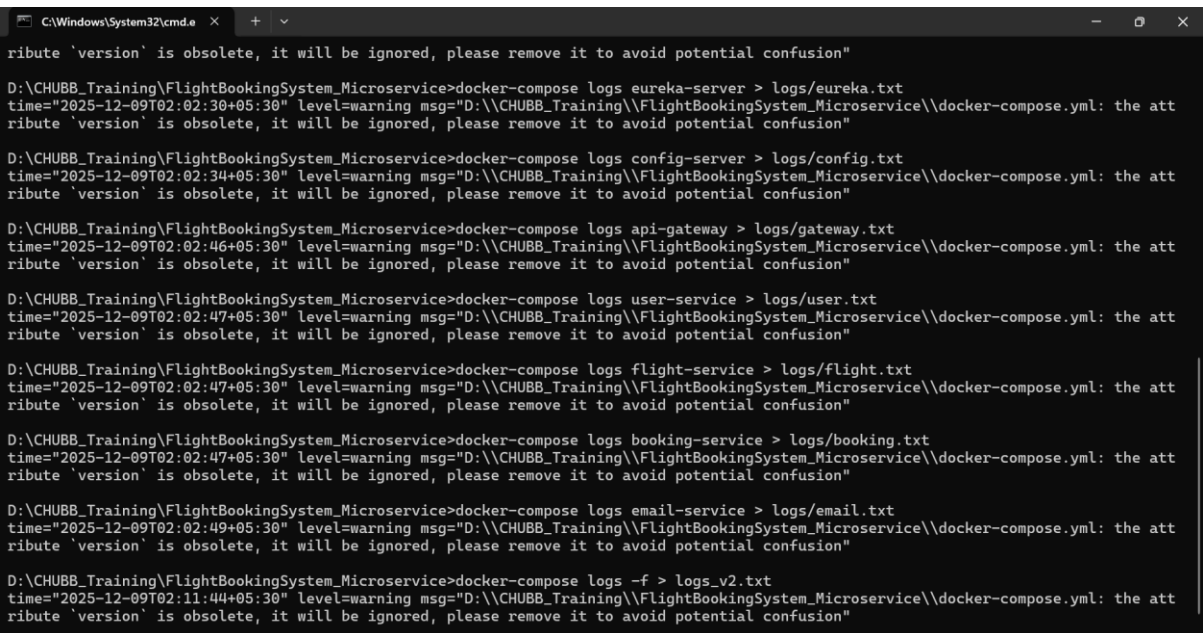 C:\Windows\System32\cmd.e
ribute `version` is obsolete, it will be ignored, please remove it to avoid potential confusion"
D:\CHUBB_Training\FlightBookingSystem_Microservice>docker-compose logs eureka-server > logs/eureka.txt
time="2025-12-09T02:02:30+05:30" level=warning msg="D:\\CHUBB_Training\\FlightBookingSystem_Microservice\\docker-compose.yml: the att
ribute `version` is obsolete, it will be ignored, please remove it to avoid potential confusion"
D:\CHUBB_Training\FlightBookingSystem_Microservice>docker-compose logs config-server > logs/config.txt
time="2025-12-09T02:02:34+05:30" level=warning msg="D:\\CHUBB_Training\\FlightBookingSystem_Microservice\\docker-compose.yml: the att
ribute `version` is obsolete, it will be ignored, please remove it to avoid potential confusion"
D:\CHUBB_Training\FlightBookingSystem_Microservice>docker-compose logs api-gateway > logs/gateway.txt
time="2025-12-09T02:02:46+05:30" level=warning msg="D:\\CHUBB_Training\\FlightBookingSystem_Microservice\\docker-compose.yml: the att
ribute `version` is obsolete, it will be ignored, please remove it to avoid potential confusion"
D:\CHUBB_Training\FlightBookingSystem_Microservice>docker-compose logs user-service > logs/user.txt
time="2025-12-09T02:02:47+05:30" level=warning msg="D:\\CHUBB_Training\\FlightBookingSystem_Microservice\\docker-compose.yml: the att
ribute `version` is obsolete, it will be ignored, please remove it to avoid potential confusion"
D:\CHUBB_Training\FlightBookingSystem_Microservice>docker-compose logs flight-service > logs/flight.txt
time="2025-12-09T02:02:47+05:30" level=warning msg="D:\\CHUBB_Training\\FlightBookingSystem_Microservice\\docker-compose.yml: the att
ribute `version` is obsolete, it will be ignored, please remove it to avoid potential confusion"
D:\CHUBB_Training\FlightBookingSystem_Microservice>docker-compose logs booking-service > logs/booking.txt
time="2025-12-09T02:02:47+05:30" level=warning msg="D:\\CHUBB_Training\\FlightBookingSystem_Microservice\\docker-compose.yml: the att
ribute `version` is obsolete, it will be ignored, please remove it to avoid potential confusion"
D:\CHUBB_Training\FlightBookingSystem_Microservice>docker-compose logs email-service > logs/email.txt
time="2025-12-09T02:02:49+05:30" level=warning msg="D:\\CHUBB_Training\\FlightBookingSystem_Microservice\\docker-compose.yml: the att
ribute `version` is obsolete, it will be ignored, please remove it to avoid potential confusion"
D:\CHUBB_Training\FlightBookingSystem_Microservice>docker-compose logs -f > logs_v2.txt
time="2025-12-09T02:11:44+05:30" level=warning msg="D:\\CHUBB_Training\\FlightBookingSystem_Microservice\\docker-compose.yml: the att
ribute `version` is obsolete, it will be ignored, please remove it to avoid potential confusion"